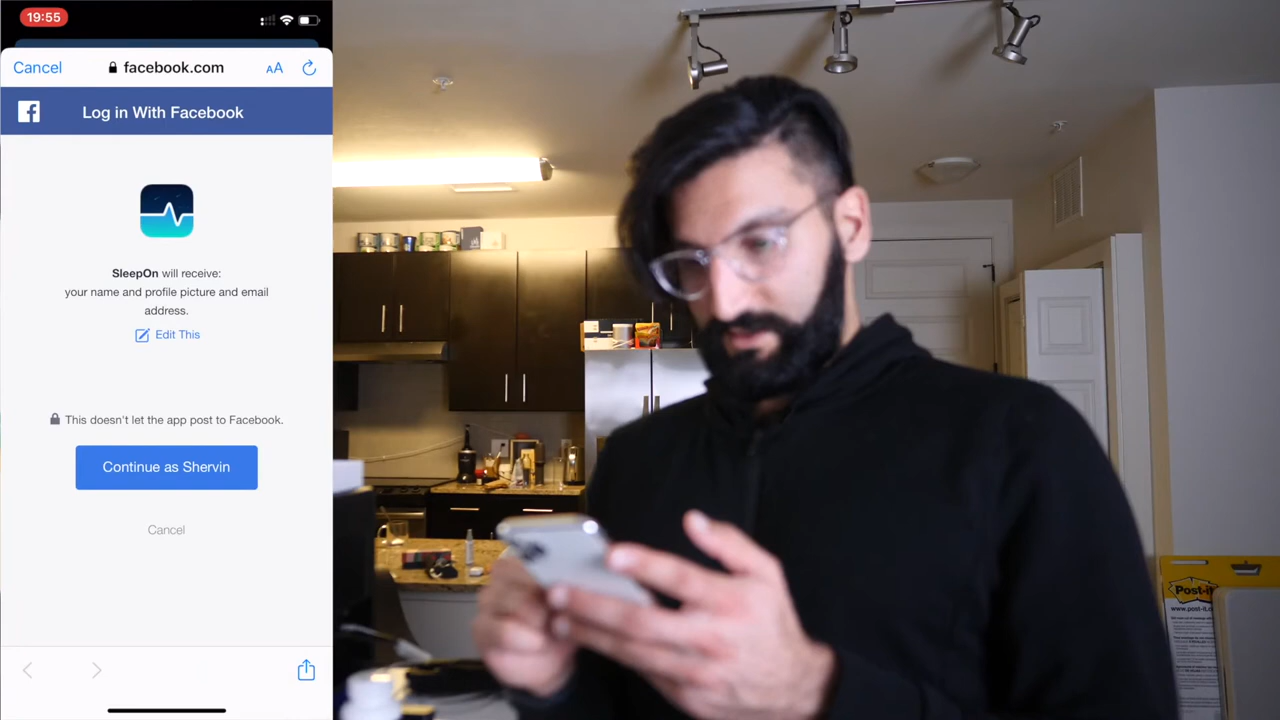 19:55
Cancel
facebook.com
AA
Log in With Facebook
SleepOn will receive:
your name and profile picture and email
address.
Edit This
This doesn't let the app post to Facebook.
Continue as Shervin
Cancel
Post-it